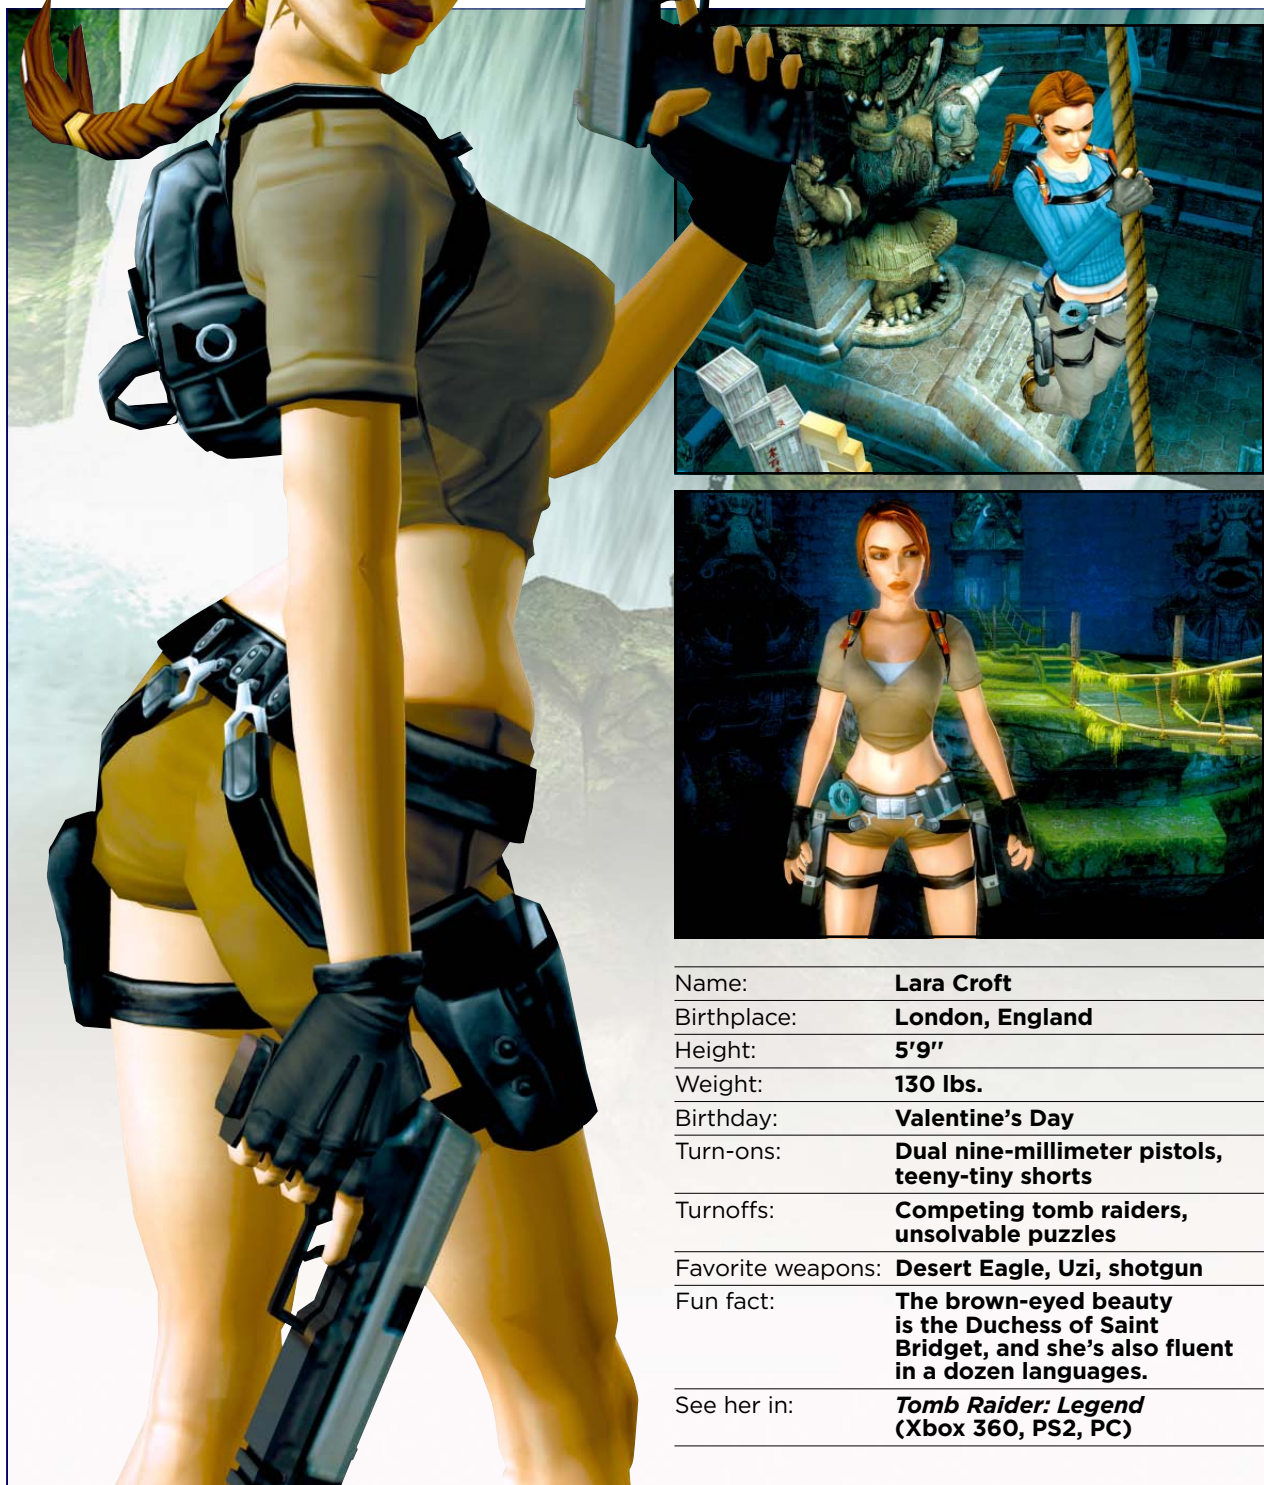 Name: Lara Croft
Birthplace: London, England
Height: 5'9''
Weight: 130 lbs.
Birthday: Valentine’s Day
Turn-ons: Dual nine-millimeter pistols,
teeny-tiny shorts
Turnoffs: Competing tomb raiders,
unsolvable puzzles
Favorite weapons: Desert Eagle, Uzi, shotgun
Fun fact: The brown-eyed beauty
is the Duchess of Saint
Bridget, and she’s also fluent
in a dozen languages.
See her in: Tomb Raider: Legend
(Xbox 360, PS2, PC)